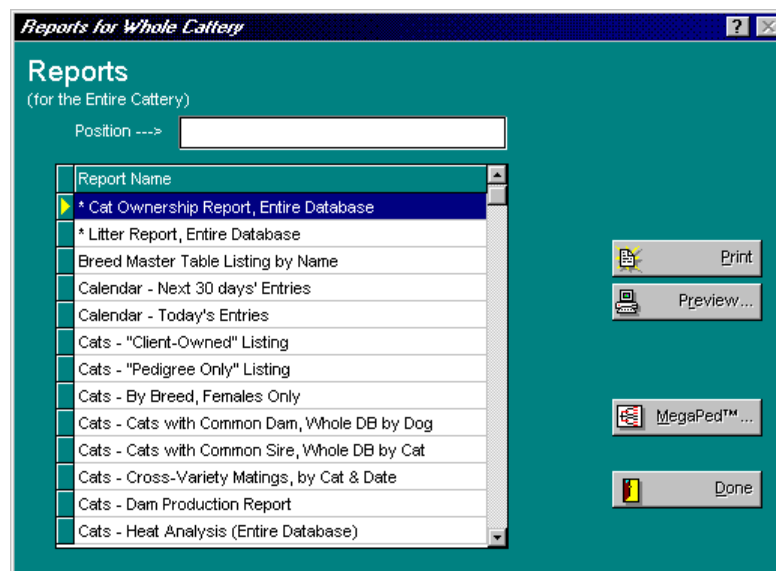 Reports for Whole Cattery
?
Reports
(for the Entire Cattery)
Position --->
Report Name
* Cat Ownership Report, Entire Database
* Litter Report, Entire Database
Breed Master Table Listing by Name
Calendar - Next 30 days' Entries
Calendar - Today's Entries
Cats - "Client-Owned" Listing
Cats - "Pedigree Only" Listing
Cats - By Breed, Females Only
Cats - Cats with Common Dam, Whole DB by Dog
Cats - Cats with Common Sire, Whole DB by Cat
Cats - Cross-Variety Matings, by Cat & Date
Cats - Dam Production Report
Cats - Heat Analysis (Entire Database)
Print
Preview...
MegaPed™ ...
Done